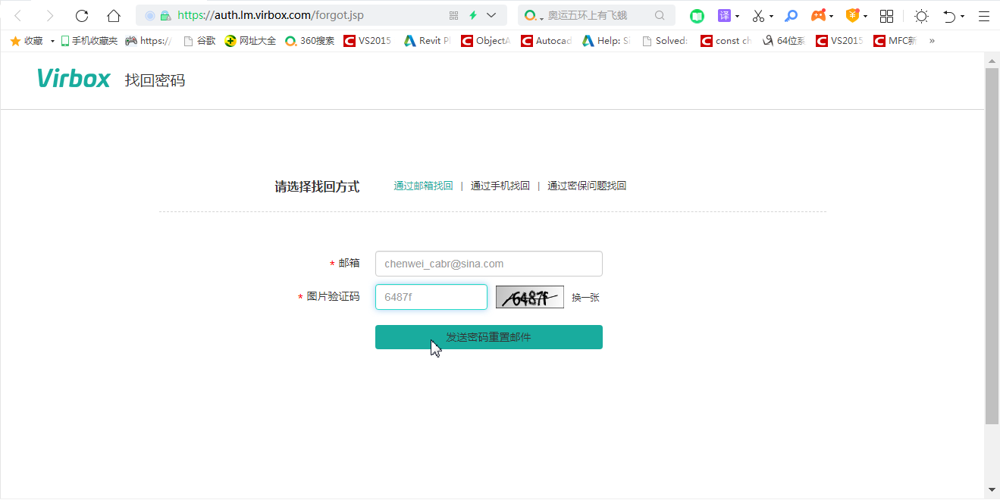 https://auth.lm.virbox.com/forgot.jsp
奥运五环上有飞蛾
译
收藏 手机收藏夹 https:/ 谷歌 网址大全 360搜索 VS2015 Revit Pl ObjectA Autocad Help: Si Solved: const ch 64位系 VS2015 MFC新 »
Virbox 找回密码
请选择找回方式 通过邮箱找回 | 通过手机找回 | 通过密保问题找回
* 邮箱 chenwei_cabr@sina.com
* 图片验证码 6487f 6487f 换一张
发送密码重置邮件